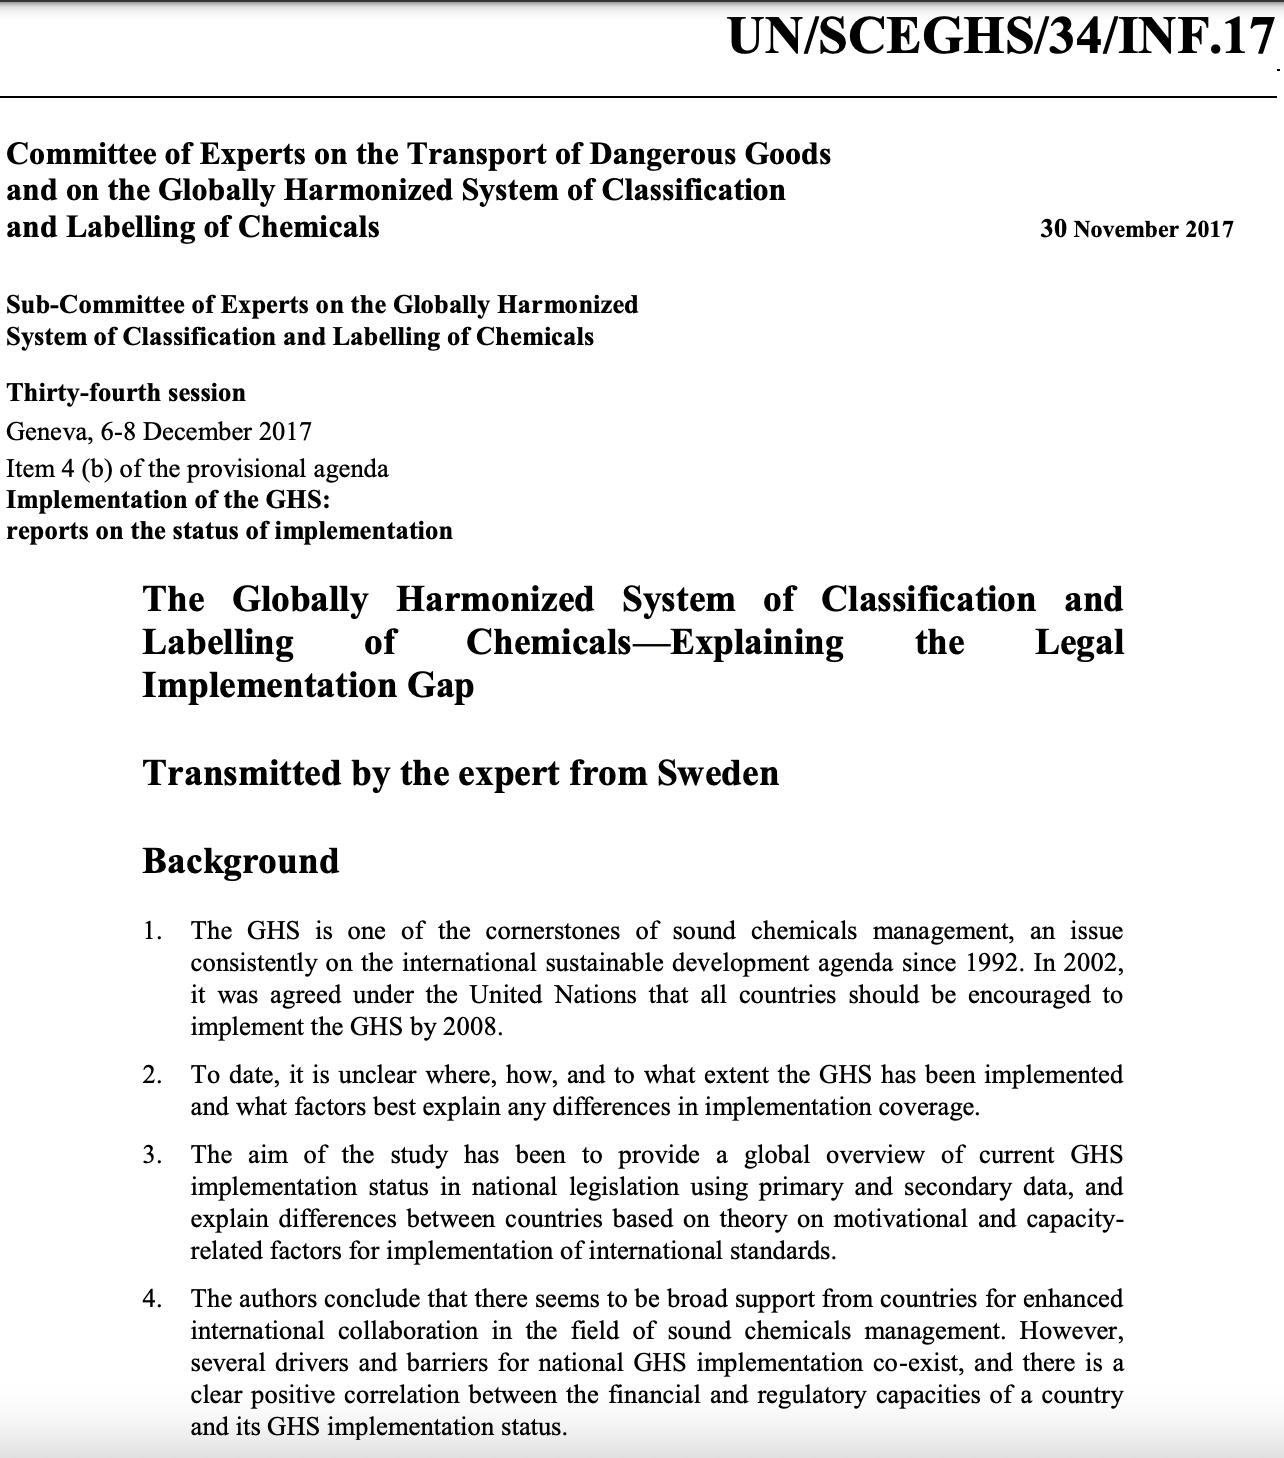 UN/SCEGHS/34/INF.17
Committee of Experts on the Transport of Dangerous Goods
and on the Globally Harmonized System of Classification
and Labelling of Chemicals
30 November 2017
Sub-Committee of Experts on the Globally Harmonized
System of Classification and Labelling of Chemicals
Thirty-fourth session
Geneva, 6-8 December 2017
Item 4 (b) of the provisional agenda
Implementation of the GHS:
reports on the status of implementation
The Globally Harmonized System of Classification and
Labelling of Chemicals—Explaining the Legal
Implementation Gap
Transmitted by the expert from Sweden
Background
1. The GHS is one of the cornerstones of sound chemicals management, an issue
consistently on the international sustainable development agenda since 1992. In 2002,
it was agreed under the United Nations that all countries should be encouraged to
implement the GHS by 2008.
2. To date, it is unclear where, how, and to what extent the GHS has been implemented
and what factors best explain any differences in implementation coverage.
3. The aim of the study has been to provide a global overview of current GHS
implementation status in national legislation using primary and secondary data, and
explain differences between countries based on theory on motivational and capacity-
related factors for implementation of international standards.
4. The authors conclude that there seems to be broad support from countries for enhanced
international collaboration in the field of sound chemicals management. However,
several drivers and barriers for national GHS implementation co-exist, and there is a
clear positive correlation between the financial and regulatory capacities of a country
and its GHS implementation status.